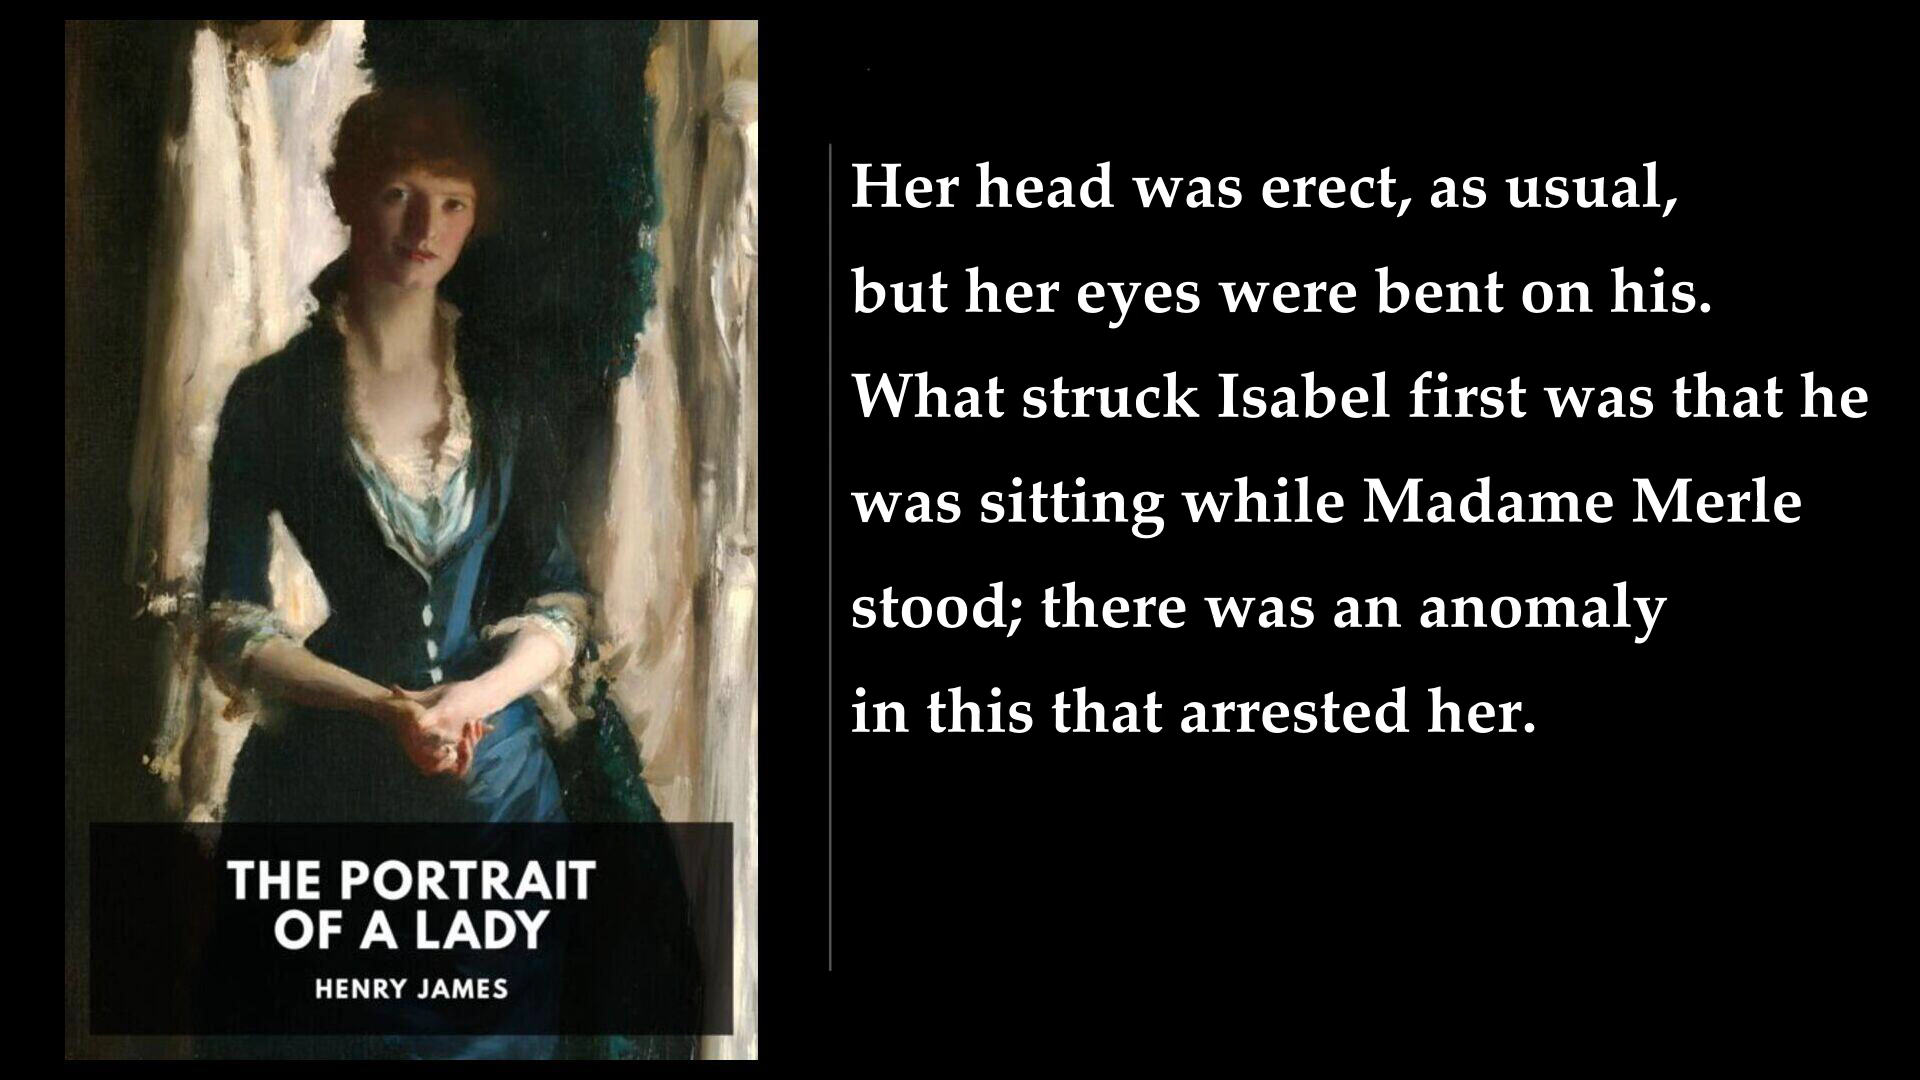 THE PORTRAIT
OF A LADY
HENRY JAMES
Her head was erect, as usual,
but her eyes were bent on his.
What struck Isabel first was that he
was sitting while Madame Merle
stood; there was an anomaly
in this that arrested her.